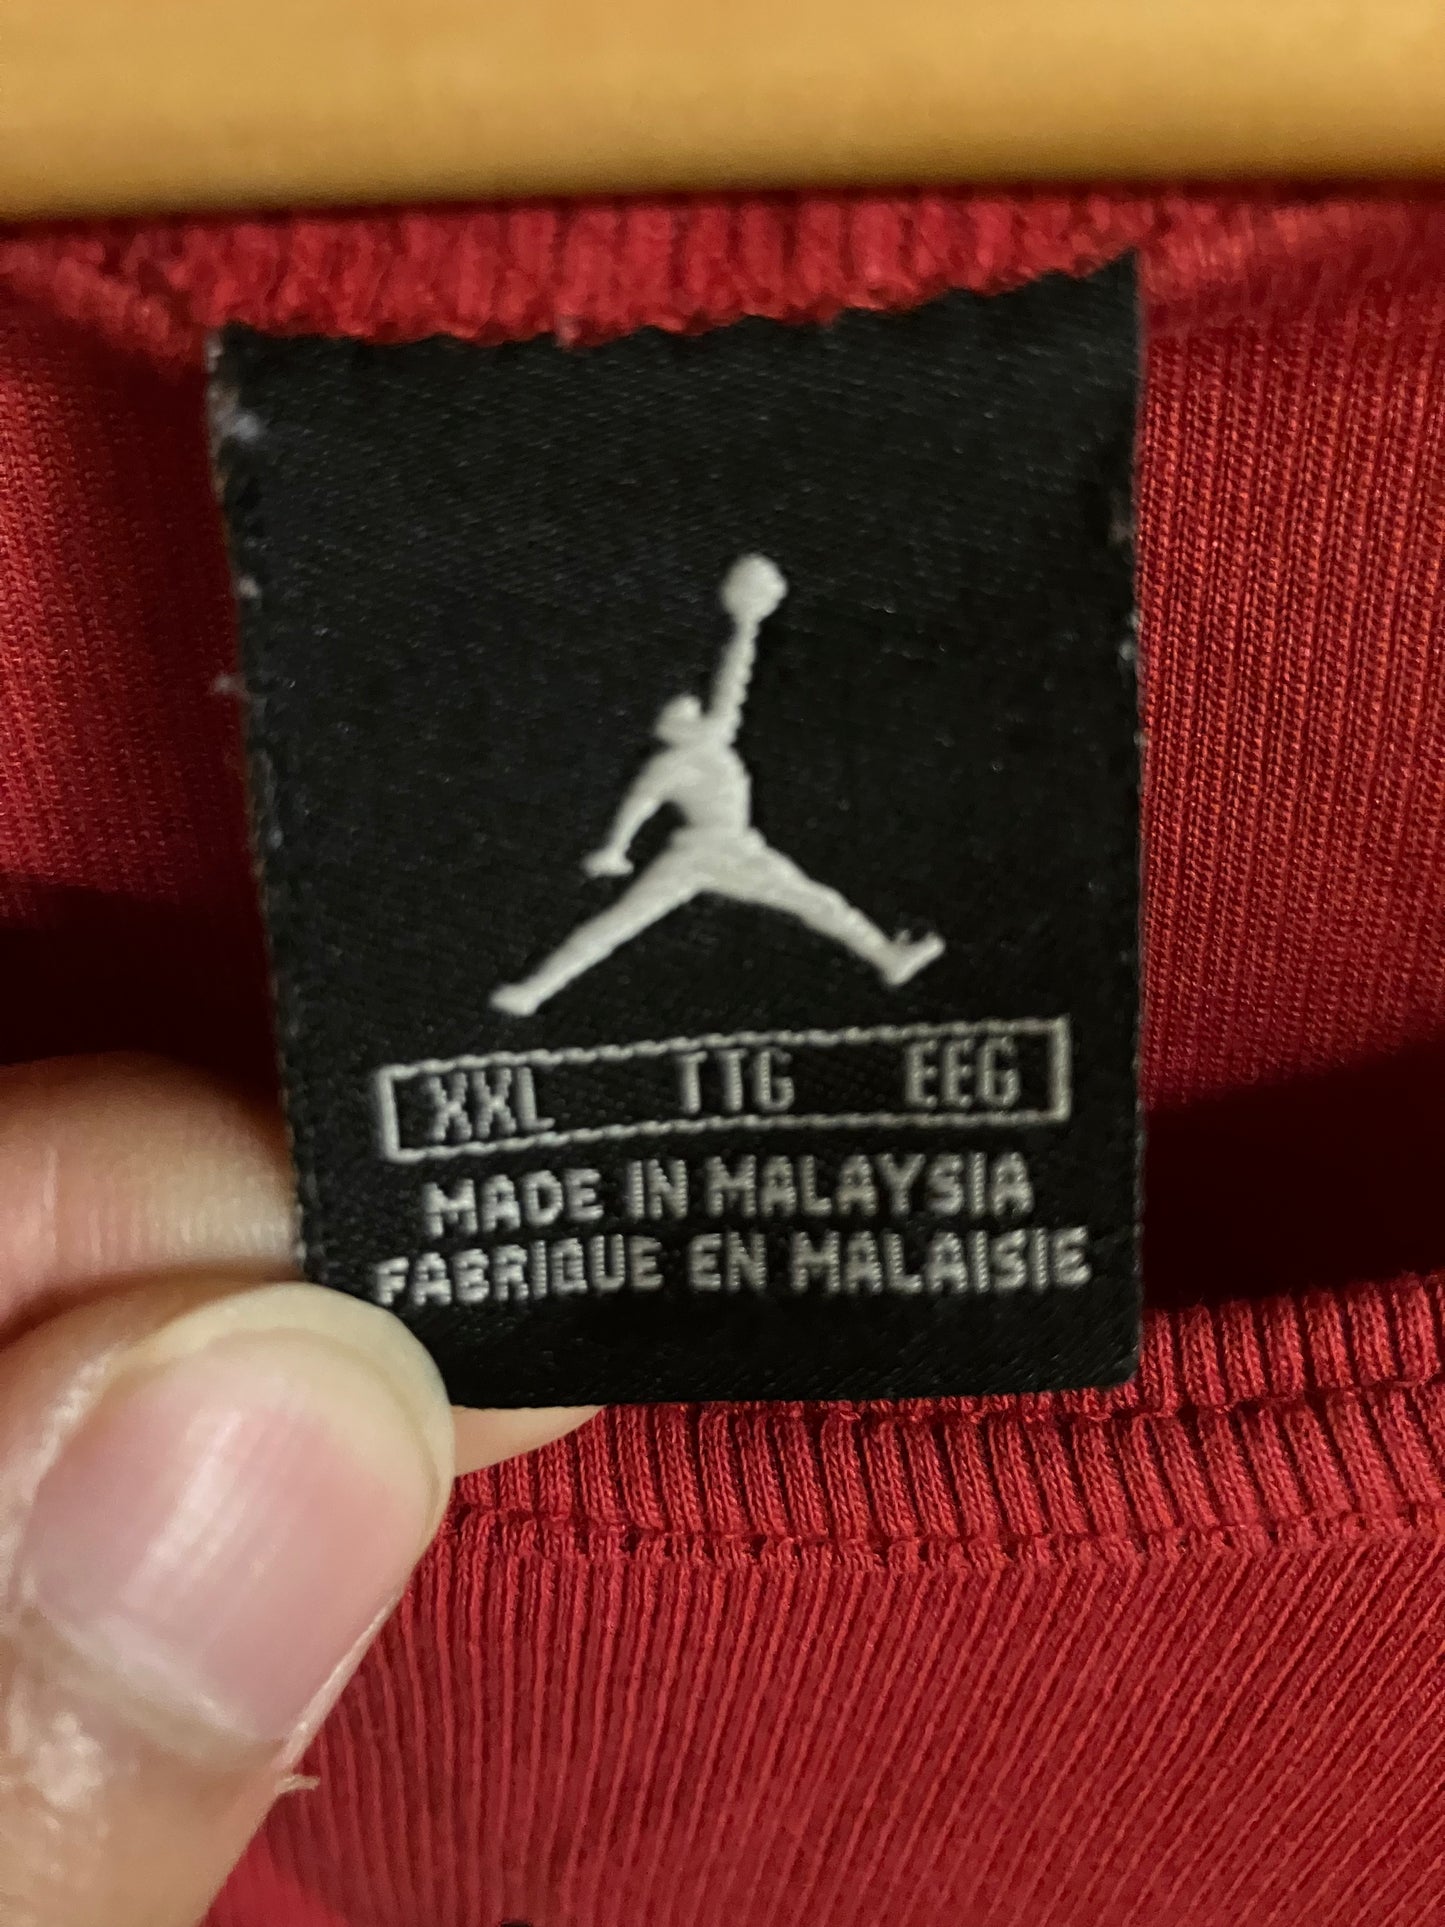 XXL TTG EEG
MADE IN MALAYSIA
FABRIQUE EN MALAISIE